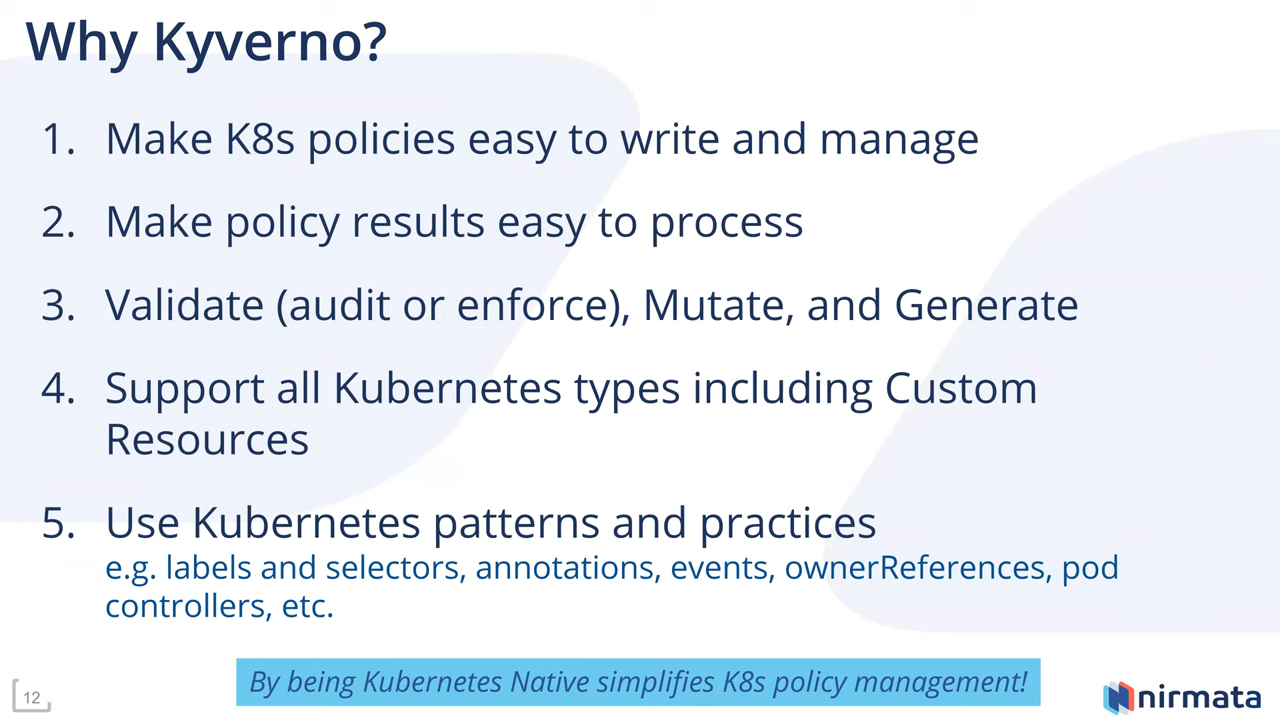 Why Kyverno?
1. Make K8s policies easy to write and manage
2. Make policy results easy to process
3. Validate (audit or enforce), Mutate, and Generate
4. Support all Kubernetes types including Custom
Resources
5. Use Kubernetes patterns and practices
e.g. labels and selectors, annotations, events, ownerReferences, pod
controllers, etc.
By being Kubernetes Native simplifies K8s policy management!
12
nirmata